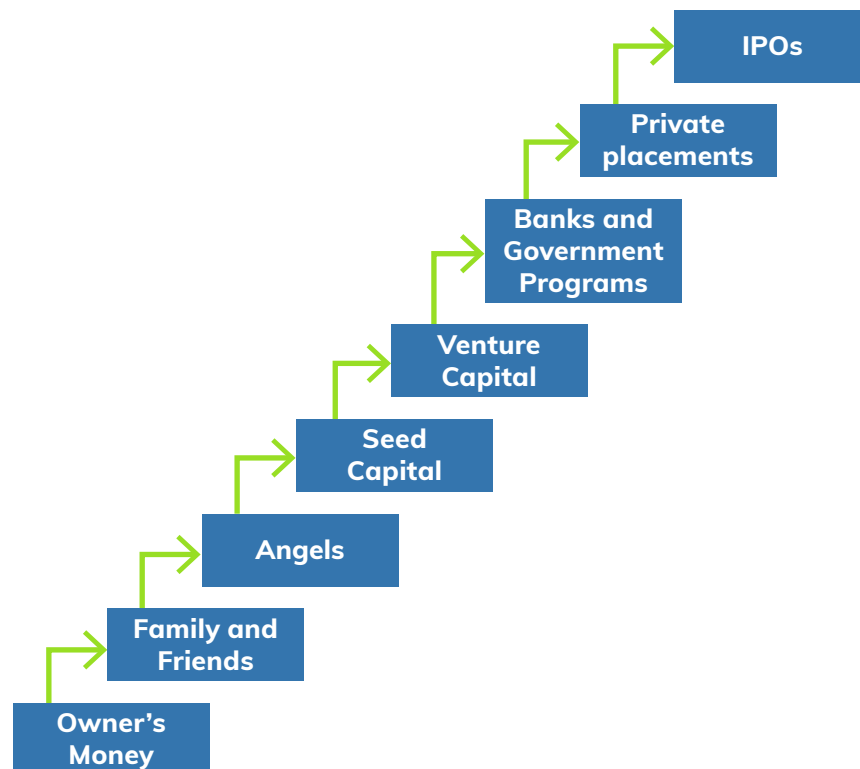 IPOs
Private
placements
Banks and
Government
Programs
Venture
Capital
Seed
Capital
Angels
Family and
Friends
Owner’s
Money